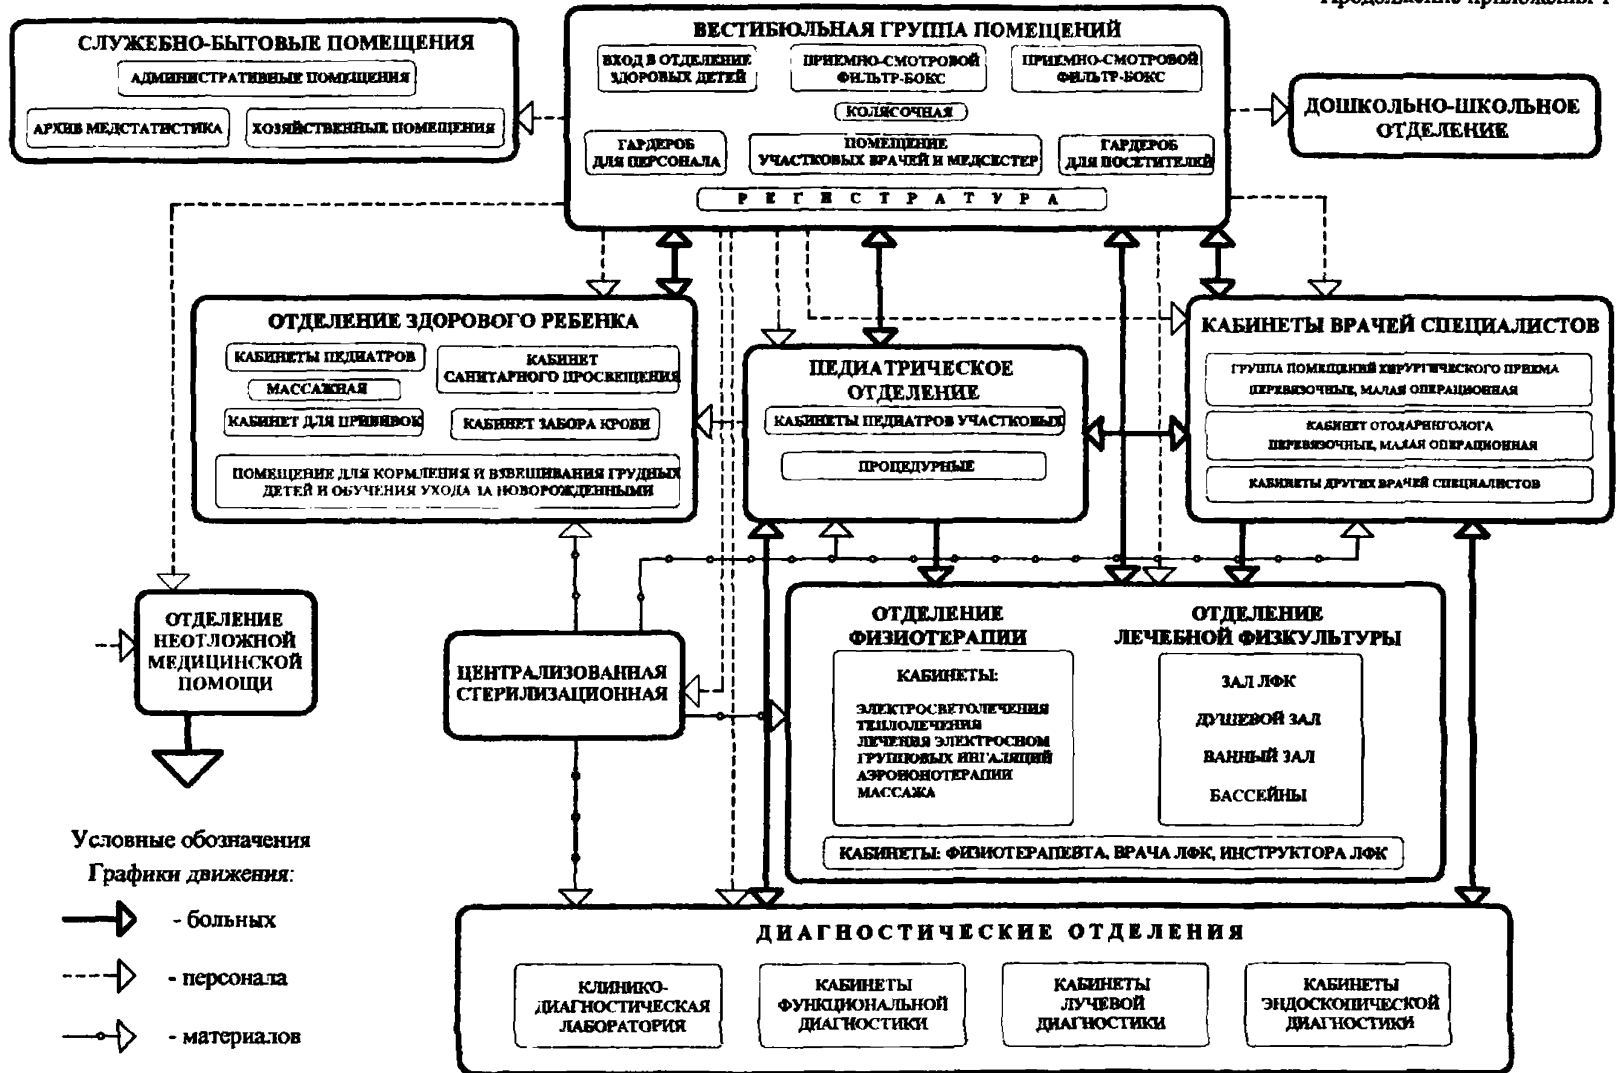 Продолжение приложения 1
СЛУЖЕБНО-БЫТОВЫЕ ПОМЕЩЕНИЯ
АДМИНИСТРАТИВНЫЕ ПОМЕЩЕНИЯ
АРХИВ МЕДСТАТИСТИКА
ХОЗЯЙСТВЕННЫЕ ПОМЕЩЕНИЯ
ВЕСТИБЮЛЬНАЯ ГРУППА ПОМЕЩЕНИЙ
ВХОД В ОТДЕЛЕНИЕ
ЗДОРОВЫХ ДЕТЕЙ
ПРИЕМНО-СМОТРОВОЙ
ФИЛЬТР-БОКС
ПРИЕМНО-СМОТРОВОЙ
ФИЛЬТР-БОКС
КОЛЯСОЧНАЯ
ГАРДЕРОБ
ДЛЯ ПЕРСОНАЛА
ПОМЕЩЕНИЕ
УЧАСТКОВЫХ ВРАЧЕЙ И МЕДСЕСТЕР
ГАРДЕРОБ
ДЛЯ ПОСЕТИТЕЛЕЙ
РЕГИСТРАТУРА
ДОШКОЛЬНО-ШКОЛЬНОЕ
ОТДЕЛЕНИЕ
ОТДЕЛЕНИЕ ЗДОРОВОГО РЕБЕНКА
КАБИНЕТЫ ПЕДИАТРОВ
МАССАЖНАЯ
КАБИНЕТ ДЛЯ ПРИВИВОК
КАБИНЕТ
САНИТАРНОГО ПРОСВЕЩЕНИЯ
КАБИНЕТ ЗАБОРА КРОВИ
ПОМЕЩЕНИЕ ДЛЯ КОРМЛЕНИЯ И ВЗВЕШИВАНИЯ ГРУДНЫХ
ДЕТЕЙ И ОБУЧЕНИЯ УХОДА ЗА НОВОРОЖДЕННЫМИ
ПЕДИАТРИЧЕСКОЕ
ОТДЕЛЕНИЕ
КАБИНЕТЫ ПЕДИАТРОВ УЧАСТКОВЫХ
ПРОЦЕДУРНЫЕ
КАБИНЕТЫ ВРАЧЕЙ СПЕЦИАЛИСТОВ
ГРУППА ПОМЕЩЕНИЙ ХИРУРГИЧЕСКОГО ПРИЕМА
ПЕРЕВЯЗОЧНЫЕ, МАЛАЯ ОПЕРАЦИОННАЯ
КАБИНЕТ ОТОЛАРИНГОЛОГА
ПЕРЕВЯЗОЧНЫЕ, МАЛАЯ ОПЕРАЦИОННАЯ
КАБИНЕТЫ ДРУГИХ ВРАЧЕЙ СПЕЦИАЛИСТОВ
ОТДЕЛЕНИЕ
НЕОТЛОЖНОЙ
МЕДИЦИНСКОЙ
ПОМОЩИ
ЦЕНТРАЛИЗОВАННАЯ
СТЕРИЛИЗАЦИОННАЯ
ОТДЕЛЕНИЕ
ФИЗИОТЕРАПИИ
КАБИНЕТЫ:
ЭЛЕКТРОСВЕТОЛЕЧЕНИЯ
ТЕПЛОЛЕЧЕНИЯ
ЛЕЧЕНИЯ ЭЛЕКТРОСНОМ
ГРУППОВЫХ ИНГАЛЯЦИЙ
АЭРОИОНОТЕРАПИИ
МАССАЖА
ОТДЕЛЕНИЕ
ЛЕЧЕБНОЙ ФИЗКУЛЬТУРЫ
ЗАЛ ЛФК
ДУШЕВОЙ ЗАЛ
ВАННЫЙ ЗАЛ
БАССЕЙНЫ
КАБИНЕТЫ: ФИЗИОТЕРАПЕВТА, ВРАЧА ЛФК, ИНСТРУКТОРА ЛФК
Условные обозначения
Графики движения:
- больных
- персонала
- материалов
ДИАГНОСТИЧЕСКИЕ ОТДЕЛЕНИЯ
КЛИНИКО-
ДИАГНОСТИЧЕСКАЯ
ЛАБОРАТОРИЯ
КАБИНЕТЫ
ФУНКЦИОНАЛЬНОЙ
ДИАГНОСТИКИ
КАБИНЕТЫ
ЛУЧЕВОЙ
ДИАГНОСТИКИ
КАБИНЕТЫ
ЭНДОСКОПИЧЕСКОЙ
ДИАГНОСТИКИ